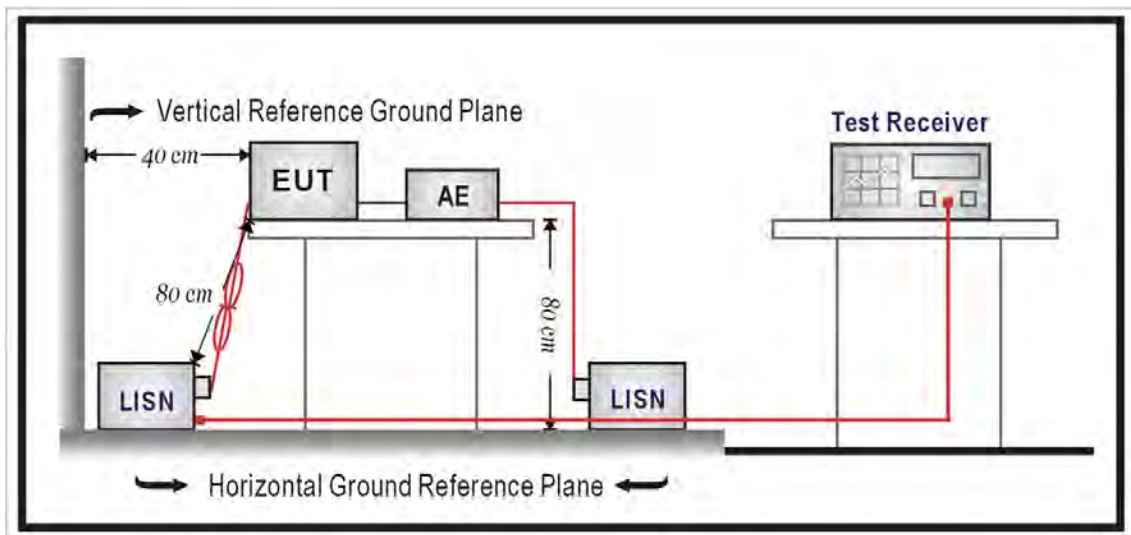 Vertical Reference Ground Plane
Test Receiver
40 cm
EUT
AE
80 cm
80 cm
LISN
LISN
Horizontal Ground Reference Plane